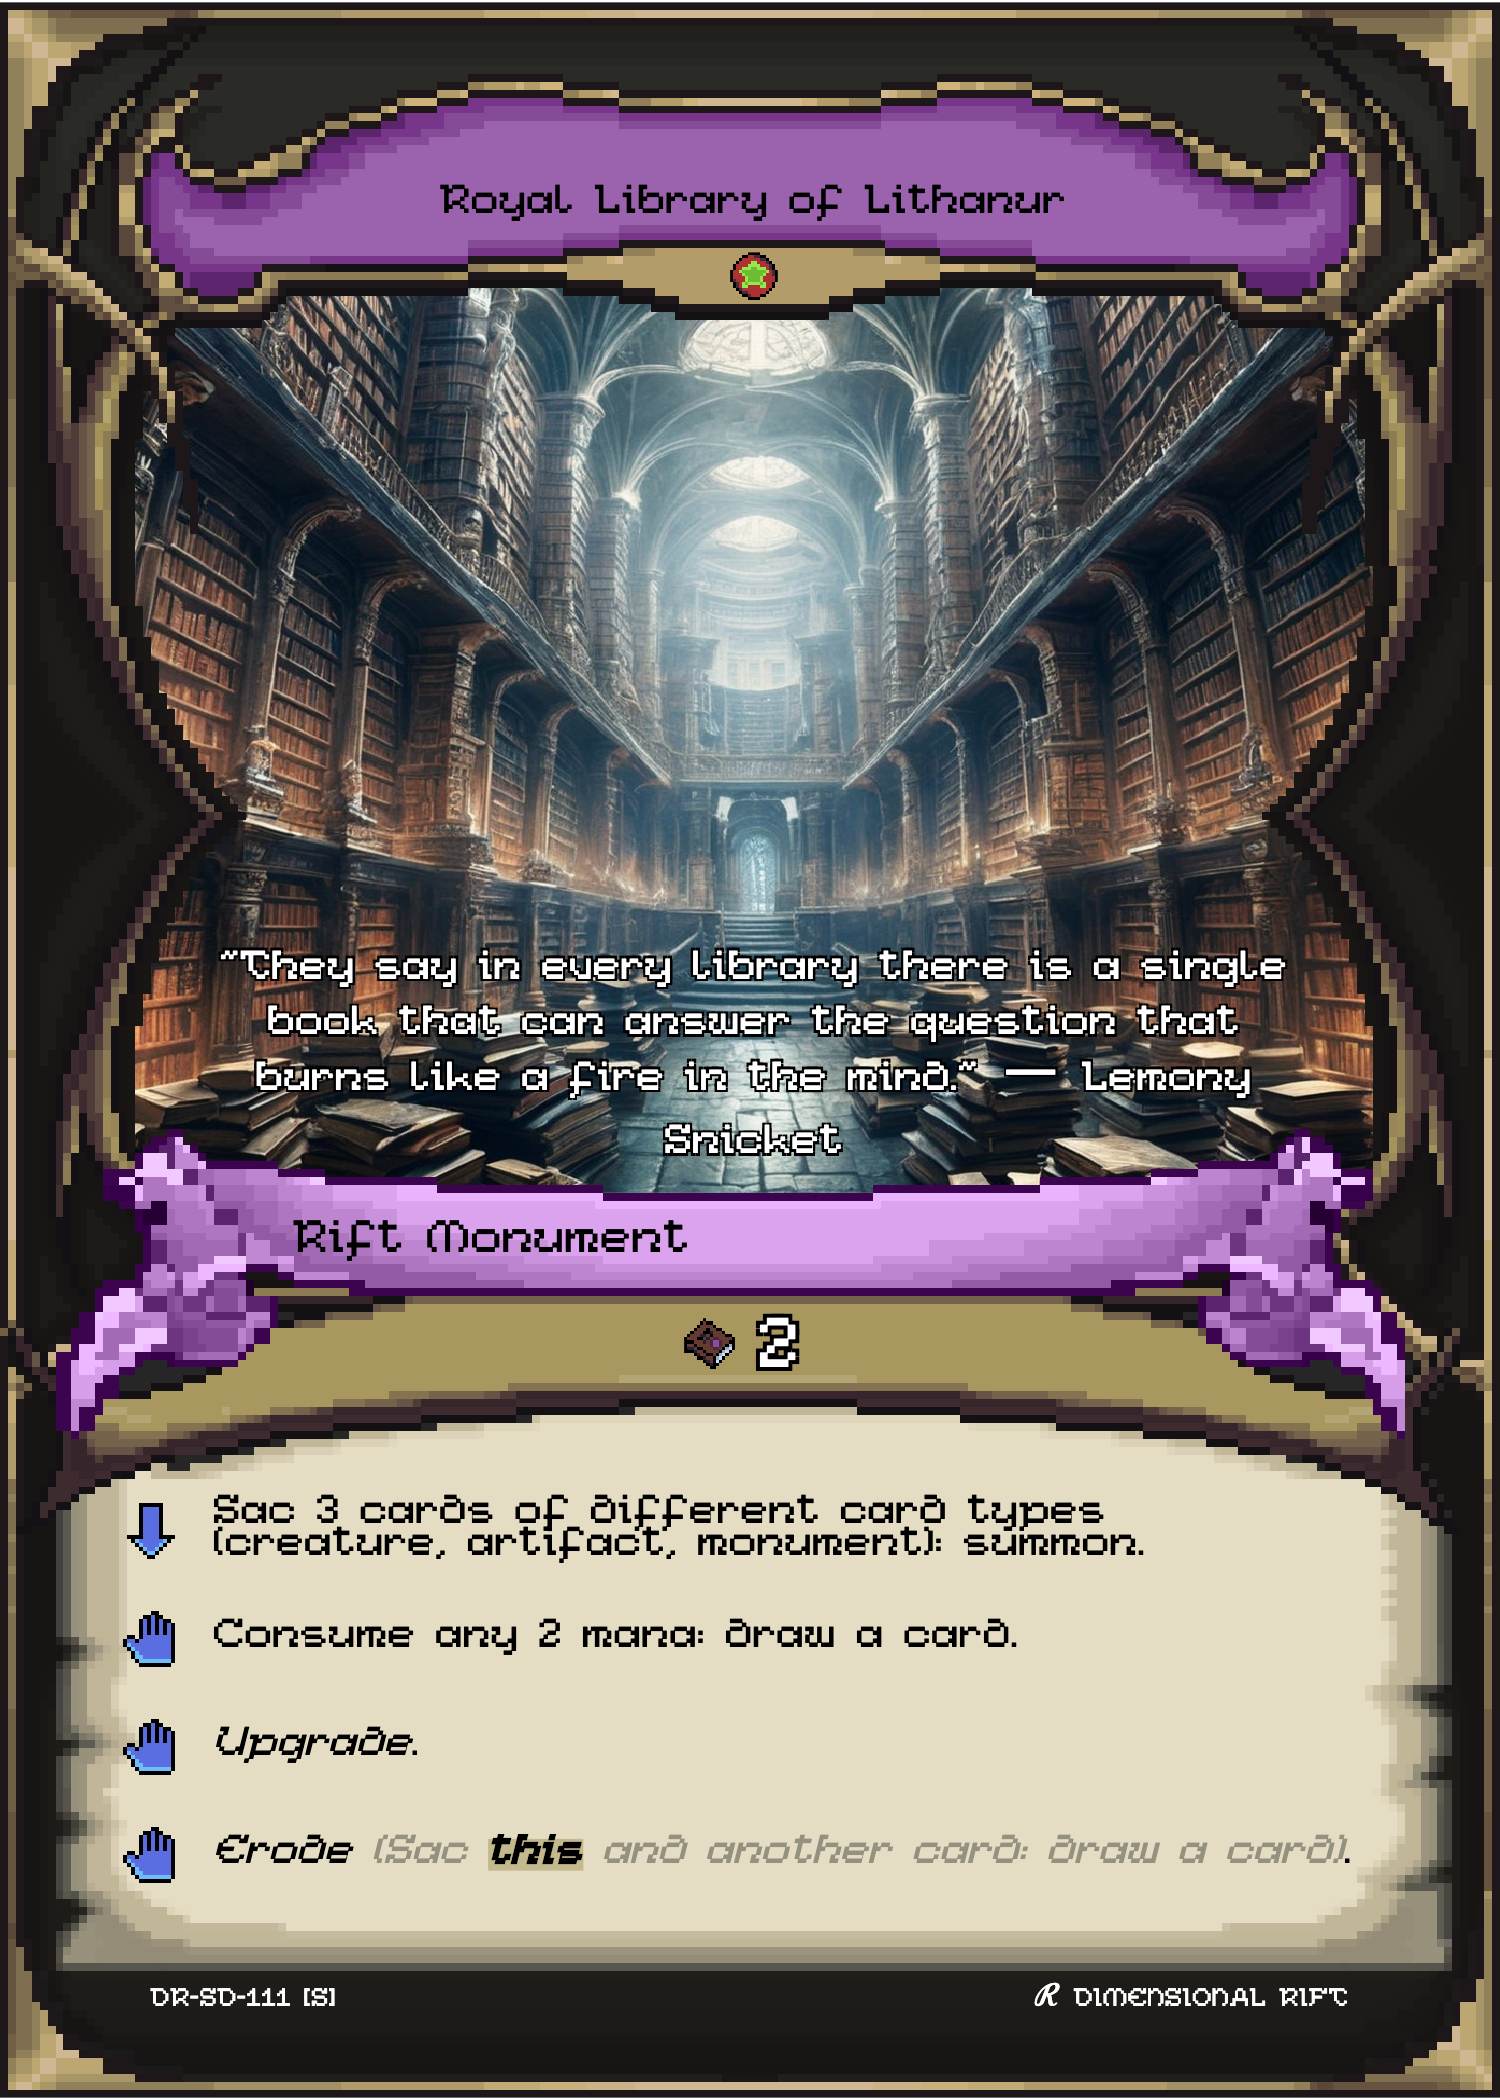 Royal Library of Lithanur
"They say in every library there is a single
book that can answer the question that
burns like a fire in the mind." — Lemony
Snicket
Rift Monument
2
Sac 3 cards of different card types
(creature, artifact, monument): summon.
Consume any 2 mana: draw a card.
Upgrade.
Erode (Sac this and another card: draw a card).
DR-SD-111 [S]
R DIMENSIONAL RIFT